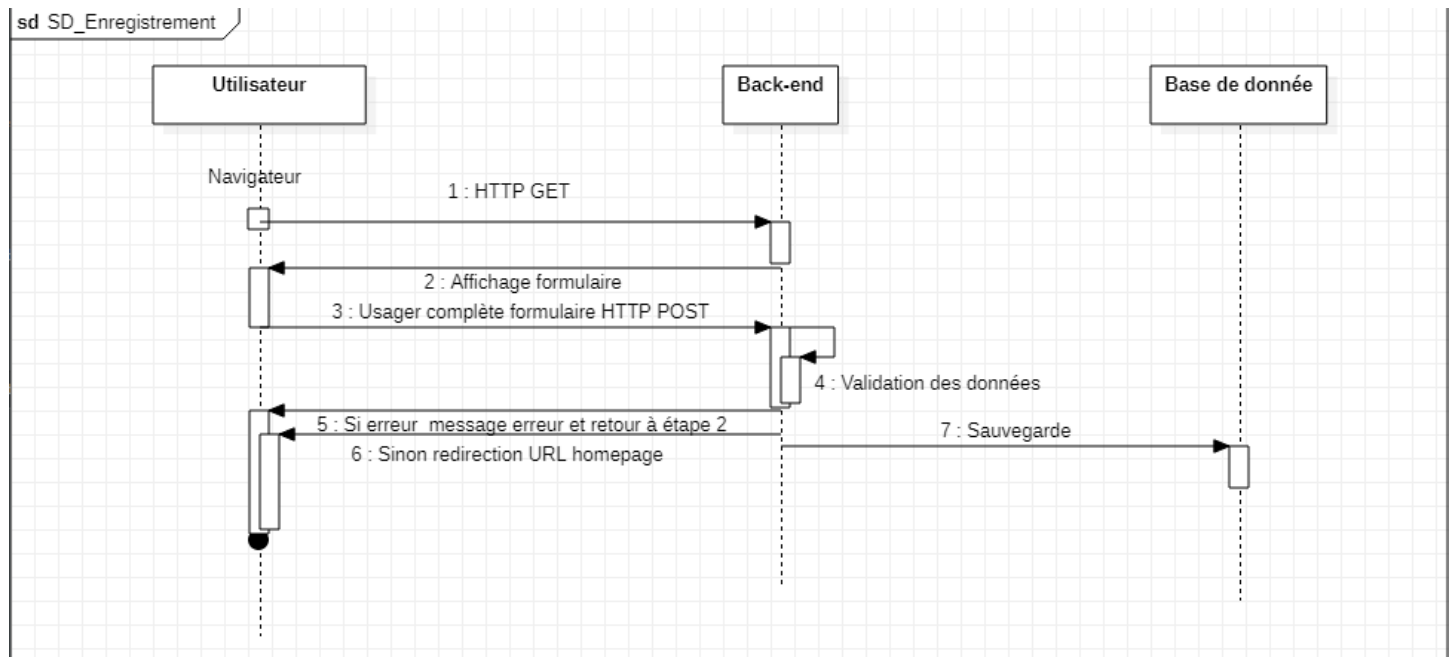 sd SD_Enregistrement
Utilisateur
Back-end
Base de donnée
Navigateur
1 : HTTP GET
2 : Affichage formulaire
3 : Usager complète formulaire HTTP POST
4 : Validation des données
5 : Si erreur  message erreur et retour à étape 2
7 : Sauvegarde
6 : Sinon redirection URL homepage